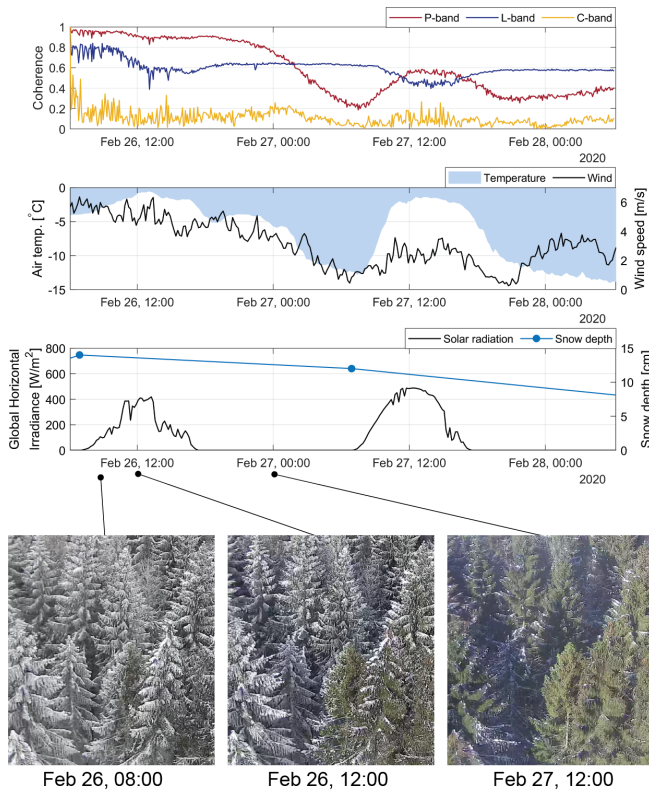 P-band L-band C-band
1
0.8
0.6
0.4
0.2
0
Coherence
Feb 26, 12:00 Feb 27, 00:00 Feb 27, 12:00 Feb 28, 00:00
2020
Temperature Wind
0
-5
-10
-15
Air temp. [°C]
6
4
2
0
Wind speed [m/s]
Feb 26, 12:00 Feb 27, 00:00 Feb 27, 12:00 Feb 28, 00:00
2020
Solar radiation Snow depth
800
600
400
200
0
Global Horizontal
Irradiance [W/m²]
15
10
5
0
Snow depth [cm]
Feb 26, 12:00 Feb 27, 00:00 Feb 27, 12:00 Feb 28, 00:00
2020
Feb 26, 08:00 Feb 26, 12:00 Feb 27, 12:00